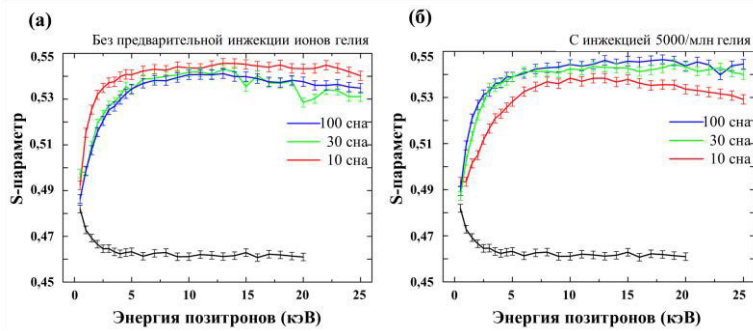 (а)
Без предварительной инжекции ионов гелия
0,55
0,53
0,51
0,49
0,47
0,45
S-параметр
100 сна
30 сна
10 сна
0 5 10 15 20 25
Энергия позитронов (кэВ)
(б)
С инжекцией 5000/млн гелия
0,55
0,53
0,51
0,49
0,46
0,45
S-параметр
100 сна
30 сна
10 сна
0 5 10 15 20 25
Энергия позитронов (кэВ)